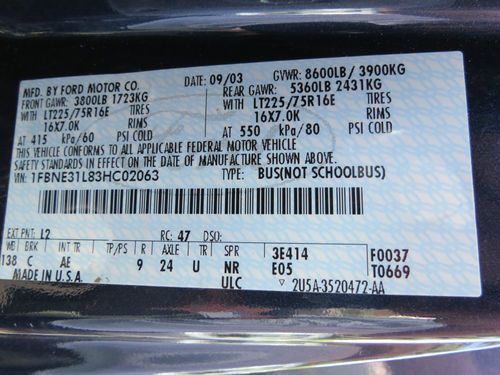 MFD. BY FORD MOTOR CO.
DATE: 09/03 GVWR: 8600LB/ 3900KG
FRONT GAWR: 3800LB 1723KG REAR GAWR: 5360LB 2431KG
WITH LT225/75R16E TIRES WITH LT225/75R16E TIRES
16X7.0K RIMS 16X7.0K RIMS
AT 415 kPa/60 PSI COLD AT 550 kPa/80 PSI COLD
THIS VEHICLE CONFORMS TO ALL APPLICABLE FEDERAL MOTOR VEHICLE
SAFETY STANDARDS IN EFFECT ON THE DATE OF MANUFACTURE SHOWN ABOVE.
VEH. IDENT. NO.: 1FBNE31L83HC02063 TYPE: BUS(NOT SCHOOLBUS)
EXT PNT: L2 RC: 47 DSO:
WB BRK INT TR TP/PS R AXLE TR SPR 3E414 F0037
138 C AE 9 24 U NR E05 T0669
MADE IN U.S.A. ULC ▽ 2U5A-3520472-AA